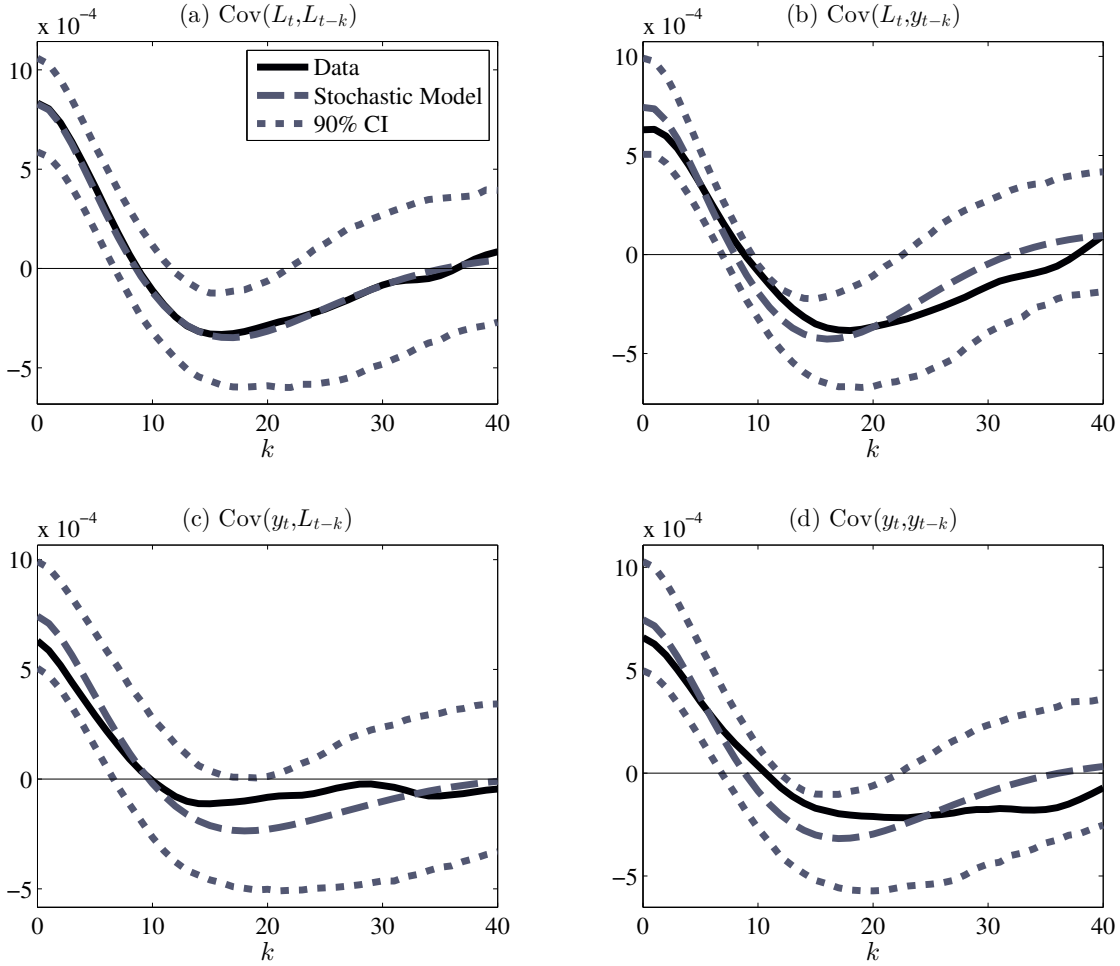 (a) Cov(L_t,L_{t−k})
x 10^{−4}
10
5
0
−5
0 10 20 30 40
k
Data
Stochastic Model
90% CI
(b) Cov(L_t,y_{t−k})
x 10^{−4}
10
5
0
−5
0 10 20 30 40
k
(c) Cov(y_t,L_{t−k})
x 10^{−4}
10
5
0
−5
0 10 20 30 40
k
(d) Cov(y_t,y_{t−k})
x 10^{−4}
10
5
0
−5
0 10 20 30 40
k